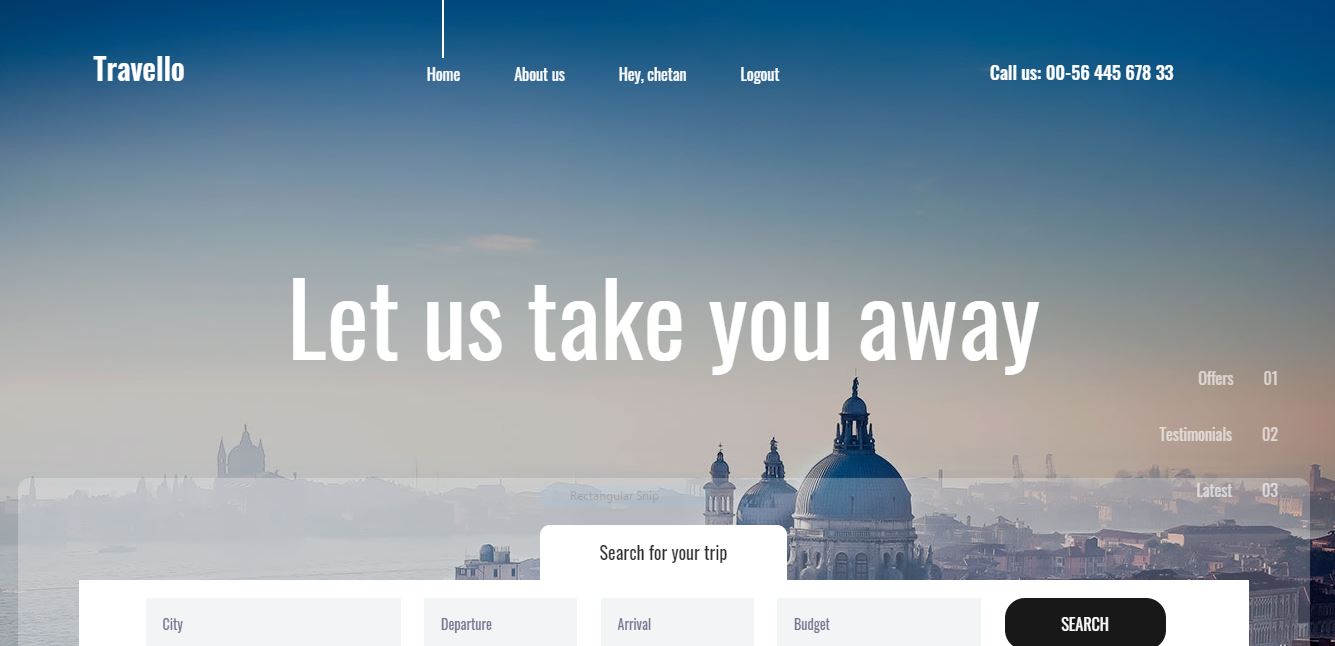 Travello
Home About us Hey, chetan Logout
Call us: 00-56 445 678 33
Let us take you away
Offers 01
Testimonials 02
Latest 03
Rectangular Snip
Search for your trip
City Departure Arrival Budget SEARCH